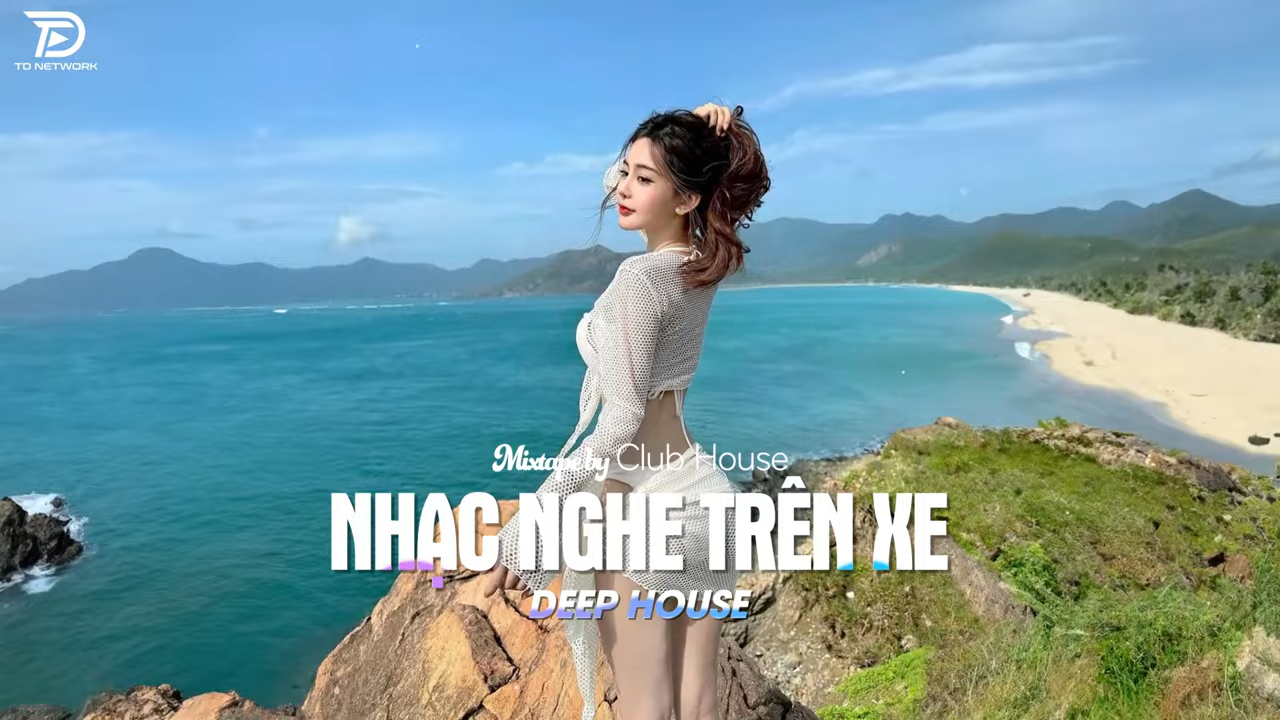 TD NETWORK
Mixtape by Club House
NHẠC NGHE TRÊN XE
DEEP HOUSE